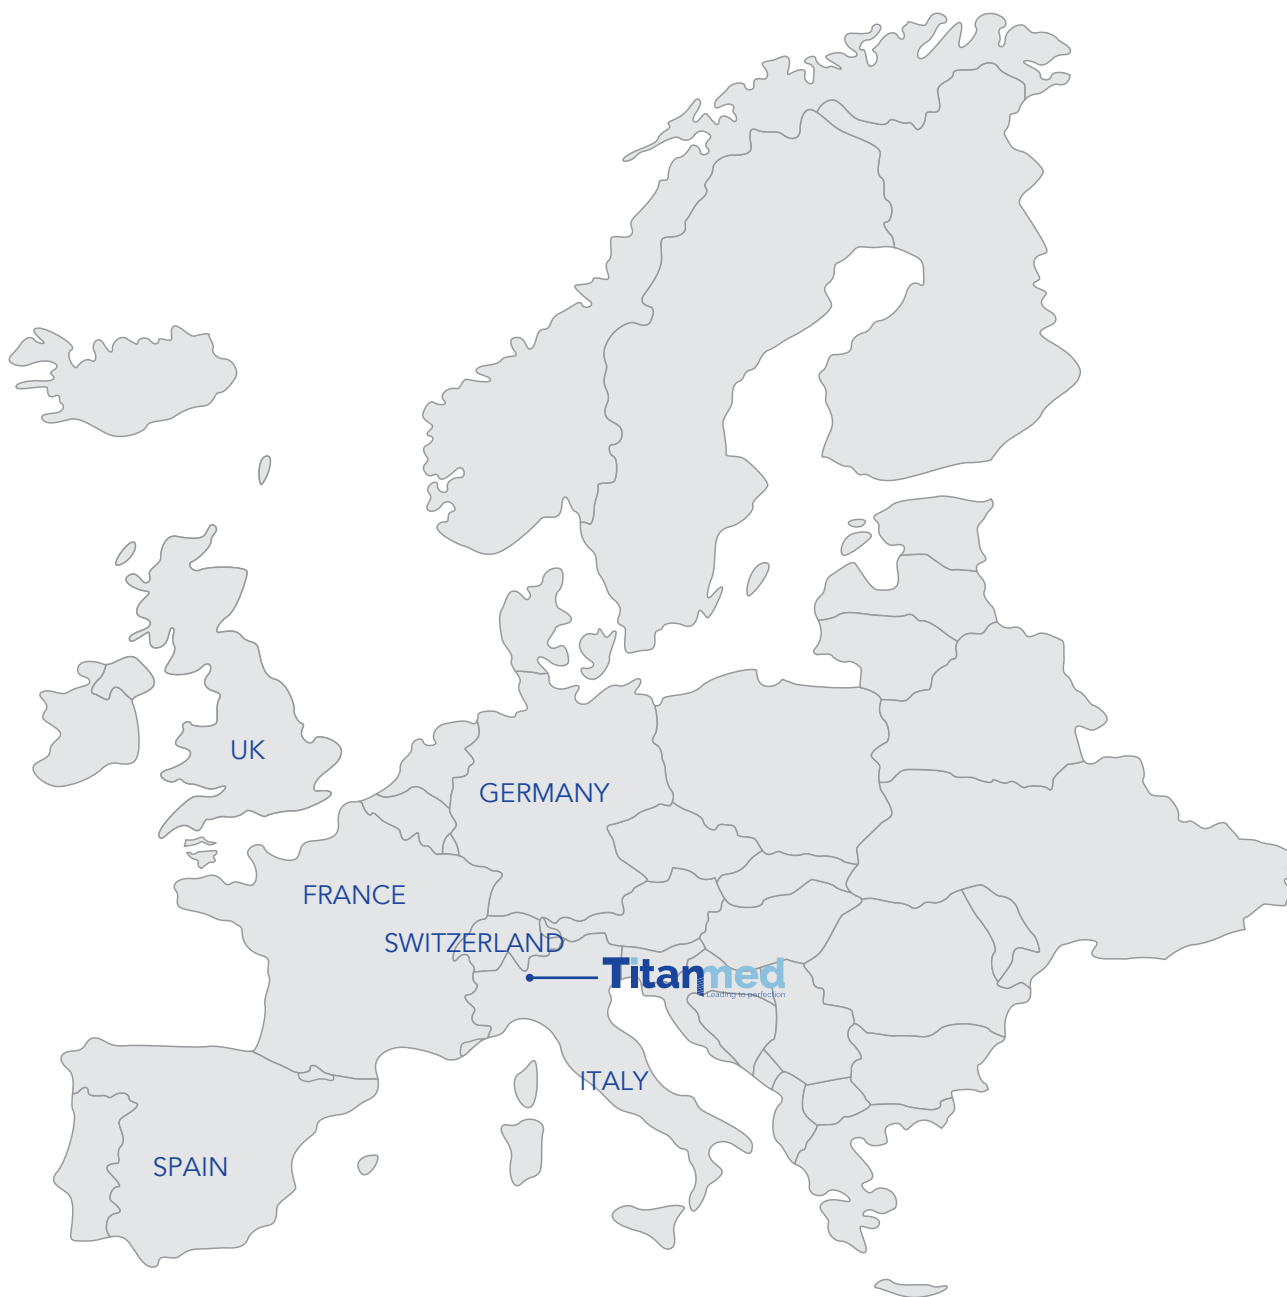 UK
GERMANY
FRANCE
SWITZERLAND
Titanmed
Leading to perfection
ITALY
SPAIN